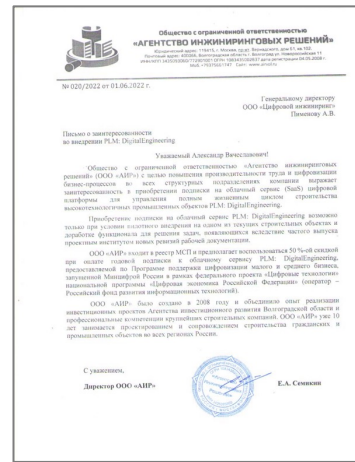 Общество с ограниченной ответственностью
«АГЕНТСТВО ИНЖИНИРИНГОВЫХ РЕШЕНИЙ»
№ 020/2022 от 01.06.2022 г.
Генеральному директору
ООО «Цифровой инжиниринг»
Пимонову А.В.
Письмо о заинтересованности
во внедрении PLM: DigitalEngineering
Уважаемый Александр Вячеславович!
Общество с ограниченной ответственностью «Агентство инжиниринговых
решений» (ООО «АИР») с целью повышения производительности труда и цифровизации
бизнес-процессов во всех структурных подразделениях компании выражает
заинтересованность в приобретении подписки на облачный сервис (SaaS) цифровой
платформы для управления полным жизненным циклом строительства
высокотехнологичных промышленных объектов PLM: DigitalEngineering.
Приобретение подписки на облачный сервис PLM: DigitalEngineering возможно
только при условии пилотного внедрения на одном из текущих строительных объектов и
доработке функционала для решения задач, появляющихся вследствие частого выпуска
проектным институтом новых ревизий рабочей документации.
ООО «АИР» входит в реестр МСП и предполагает воспользоваться 50 %-ей скидкой
при оплате годовой подписки к облачному сервису PLM: DigitalEngineering,
предоставляемой по Программе поддержки цифровизации малого и среднего бизнеса,
запущенной Минцифрой России в рамках федерального проекта «Цифровые технологии»
национальной программы «Цифровая экономика Российской Федерации» (оператор –
Российский фонд развития информационных технологий).
ООО «АИР» было создано в 2008 году и объединило опыт реализации
инвестиционных проектов Агентства инвестиционного развития Волгоградской области и
профессиональные компетенции крупнейших строительных компаний. ООО «АИР» уже 10
лет занимается проектированием и сопровождением строительства гражданских и
промышленных объектов во всех регионах России.
С уважением,
Директор ООО «АИР»
Е.А. Семикин